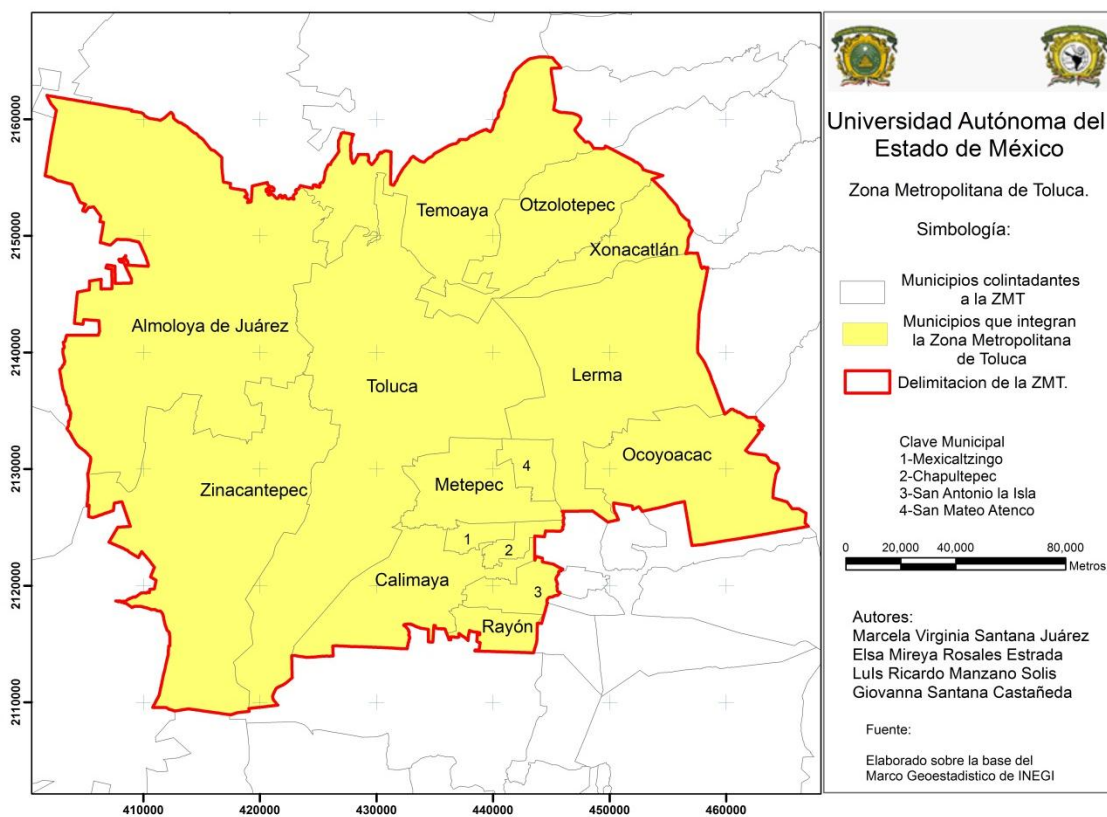 2160000
2150000
2140000
2130000
2120000
2110000
410000
420000
430000
440000
450000
460000
Temoaya
Otzolotepec
Xonacatlán
Almoloya de Juárez
Toluca
Lerma
Ocoyoacac
Zinacantepec
Metepec
4
1
2
Calimaya
3
Rayón
Universidad Autónoma del
Estado de México
Zona Metropolitana de Toluca.
Simbología:
Municipios colintadantes
a la ZMT
Municipios que integran
la Zona Metropolitana
de Toluca
Delimitacion de la ZMT.
Clave Municipal
1-Mexicaltzingo
2-Chapultepec
3-San Antonio la Isla
4-San Mateo Atenco
0
20,000
40,000
80,000
Metros
Autores:
Marcela Virginia Santana Juárez
Elsa Mireya Rosales Estrada
Luis Ricardo Manzano Solis
Giovanna Santana Castañeda
Fuente:
Elaborado sobre la base del
Marco Geoestadistico de INEGI